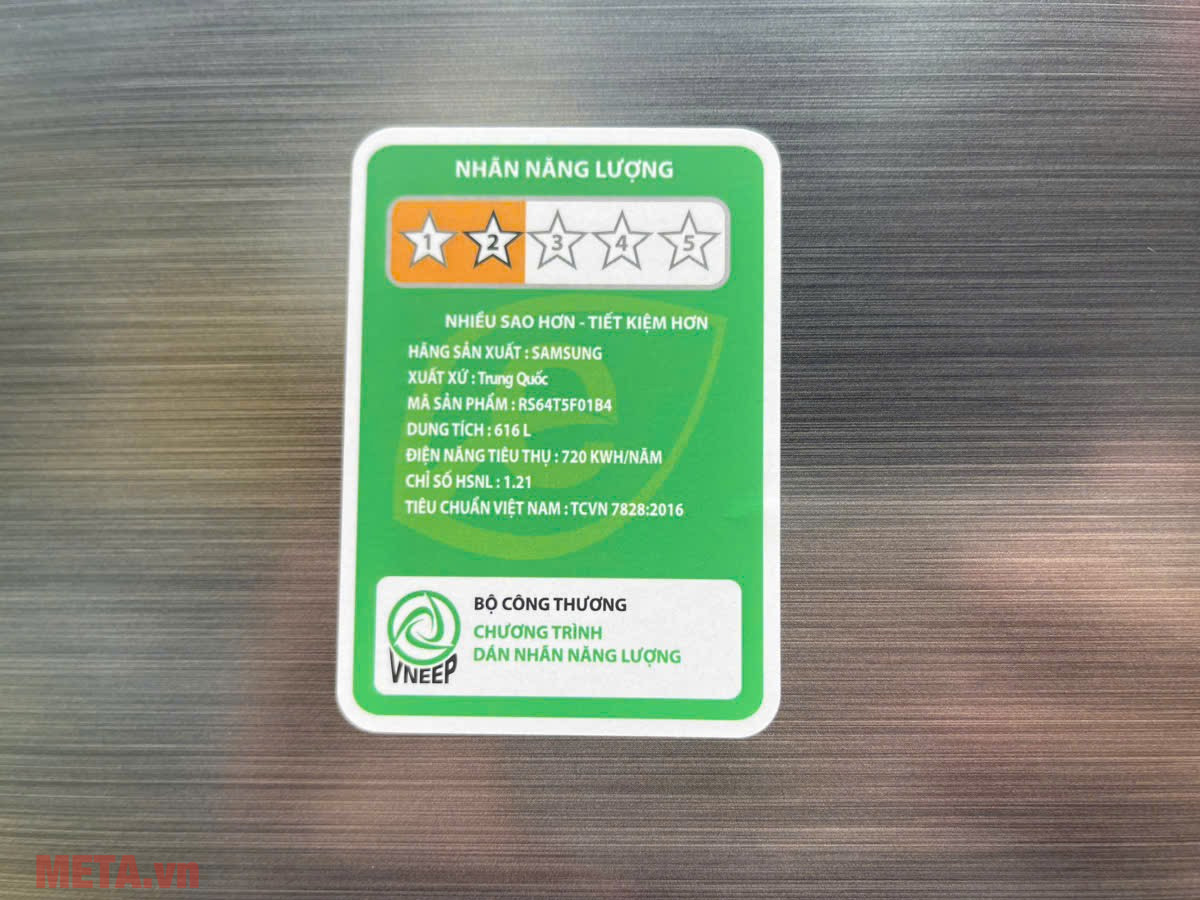 NHÃN NĂNG LƯỢNG
1 2 3 4 5
NHIỀU SAO HƠN - TIẾT KIỆM HƠN
HÃNG SẢN XUẤT : SAMSUNG
XUẤT XỨ : Trung Quốc
MÃ SẢN PHẨM : RS64T5F01B4
DUNG TÍCH : 616 L
ĐIỆN NĂNG TIÊU THỤ : 720 KWH/NĂM
CHỈ SỐ HSNL : 1.21
TIÊU CHUẨN VIỆT NAM : TCVN 7828:2016
BỘ CÔNG THƯƠNG
CHƯƠNG TRÌNH
DÁN NHÃN NĂNG LƯỢNG
VNEEP
META.vn